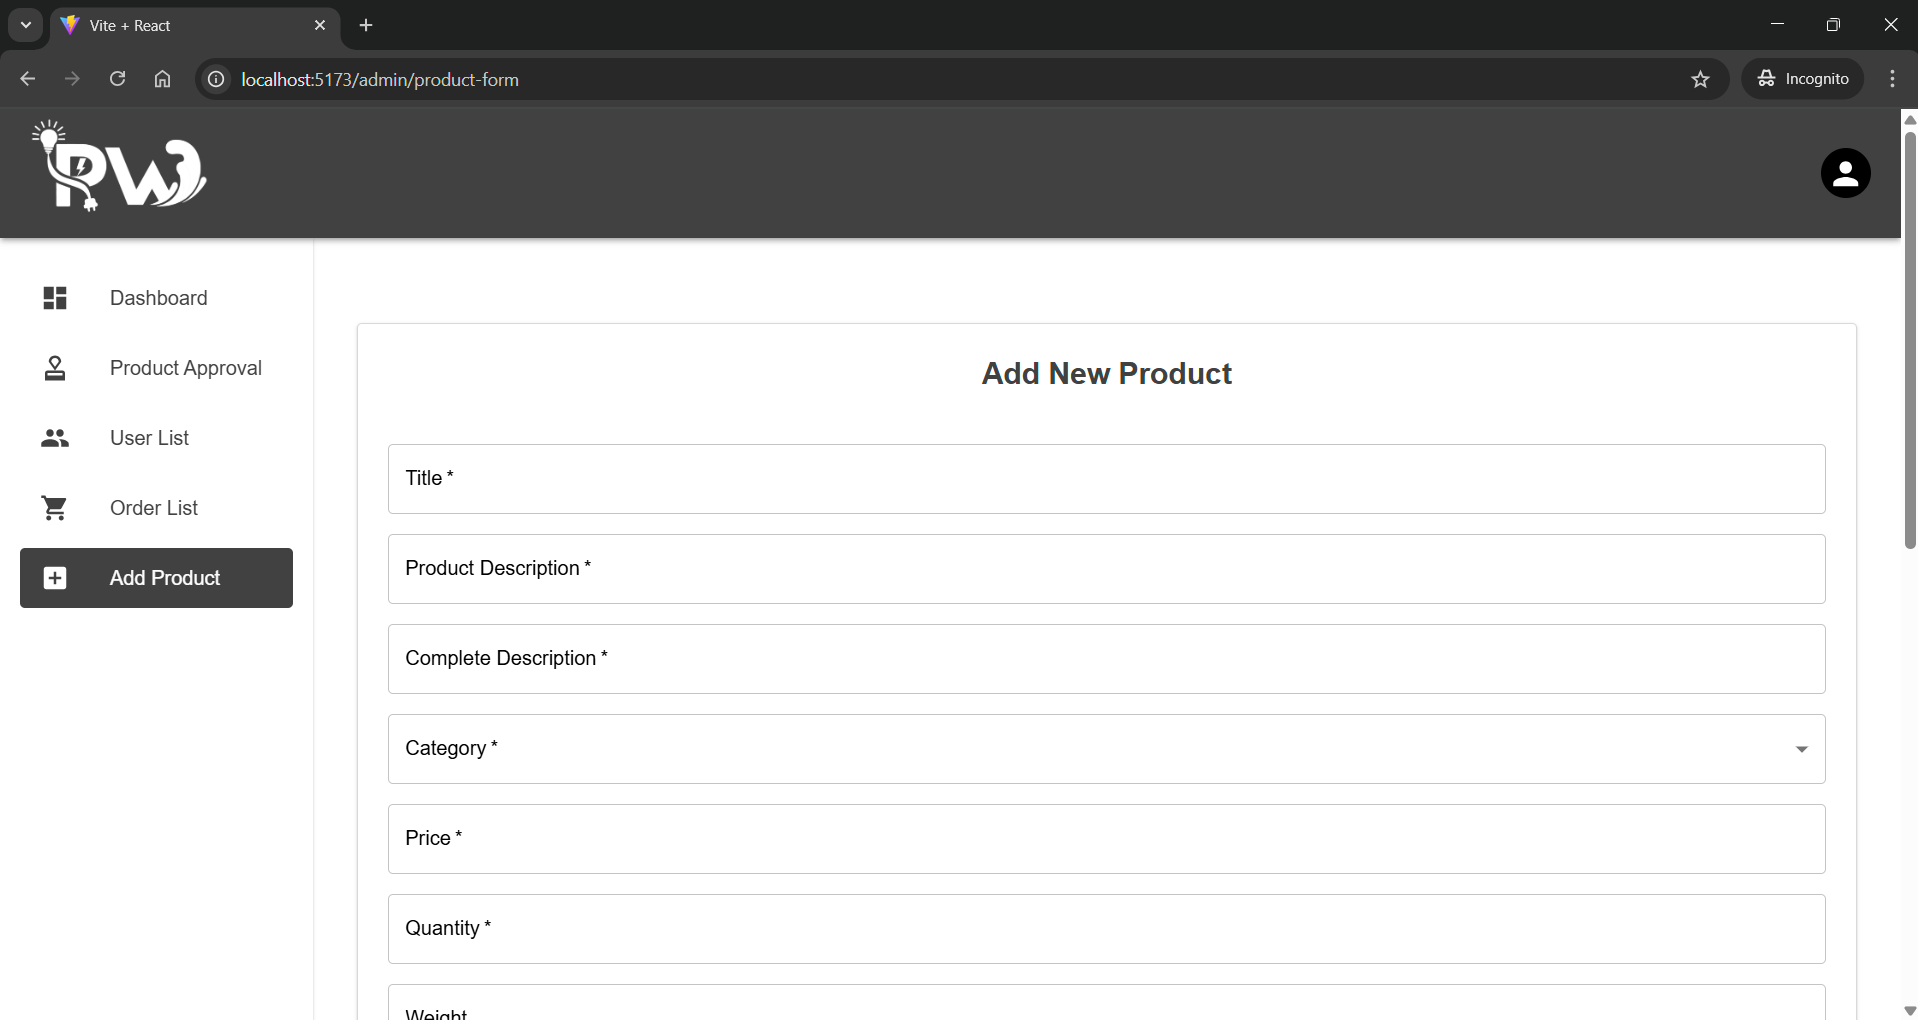 Vite + React
localhost:5173/admin/product-form
Incognito
PW
Dashboard
Product Approval
User List
Order List
Add Product
Add New Product
Title *
Product Description *
Complete Description *
Category *
Price *
Quantity *
Weight